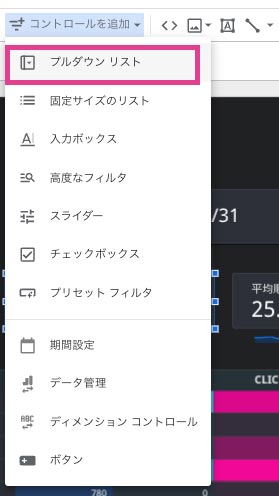 コントロールを追加
プルダウン リスト
固定サイズのリスト
入力ボックス
高度なフィルタ
スライダー
チェックボックス
プリセット フィルタ
期間設定
データ管理
ABC
ディメンション コントロール
ボタン
/31
平均順
25.
CLIC
780
0